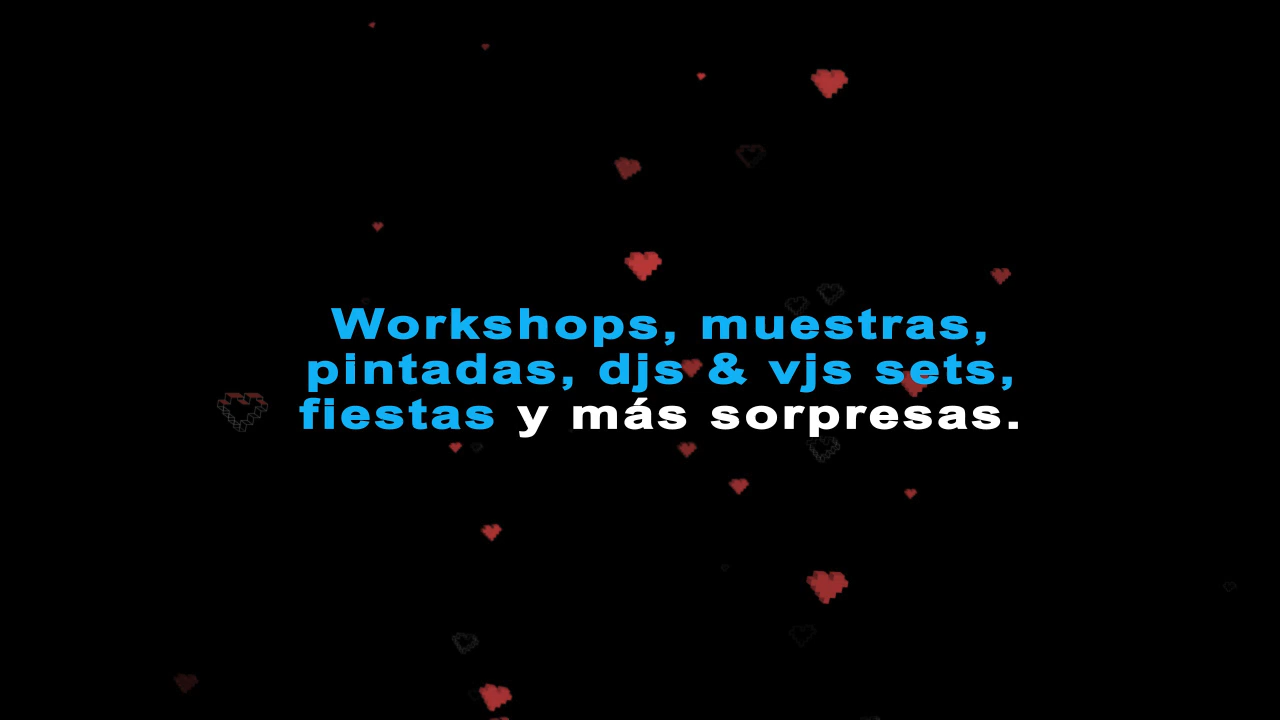 Workshops, muestras,
pintadas, djs & vjs sets,
fiestas y más sorpresas.